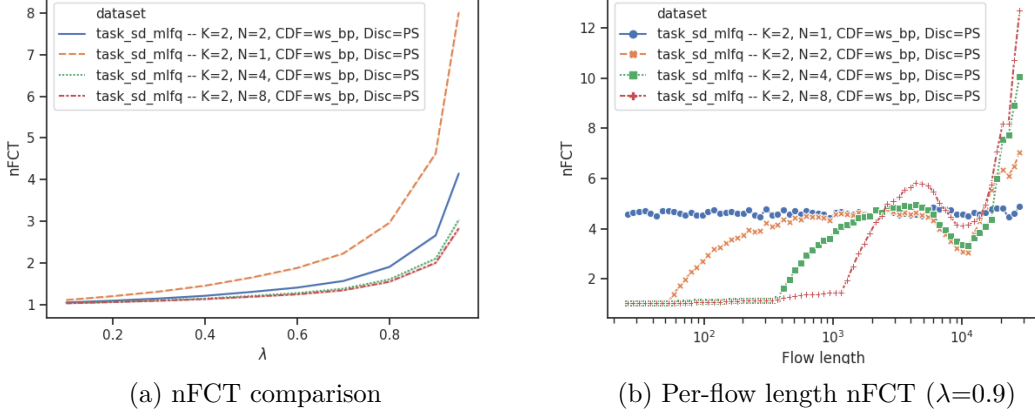 8
7
6
5
4
3
2
1
nFCT
dataset
task_sd_mlfq -- K=2, N=2, CDF=ws_bp, Disc=PS
task_sd_mlfq -- K=2, N=1, CDF=ws_bp, Disc=PS
task_sd_mlfq -- K=2, N=4, CDF=ws_bp, Disc=PS
task_sd_mlfq -- K=2, N=8, CDF=ws_bp, Disc=PS
0.2 0.4 0.6 0.8
λ
(a) nFCT comparison
12
10
8
6
4
2
nFCT
dataset
task_sd_mlfq -- K=2, N=1, CDF=ws_bp, Disc=PS
task_sd_mlfq -- K=2, N=2, CDF=ws_bp, Disc=PS
task_sd_mlfq -- K=2, N=4, CDF=ws_bp, Disc=PS
task_sd_mlfq -- K=2, N=8, CDF=ws_bp, Disc=PS
10² 10³ 10⁴
Flow length
(b) Per-flow length nFCT (λ=0.9)